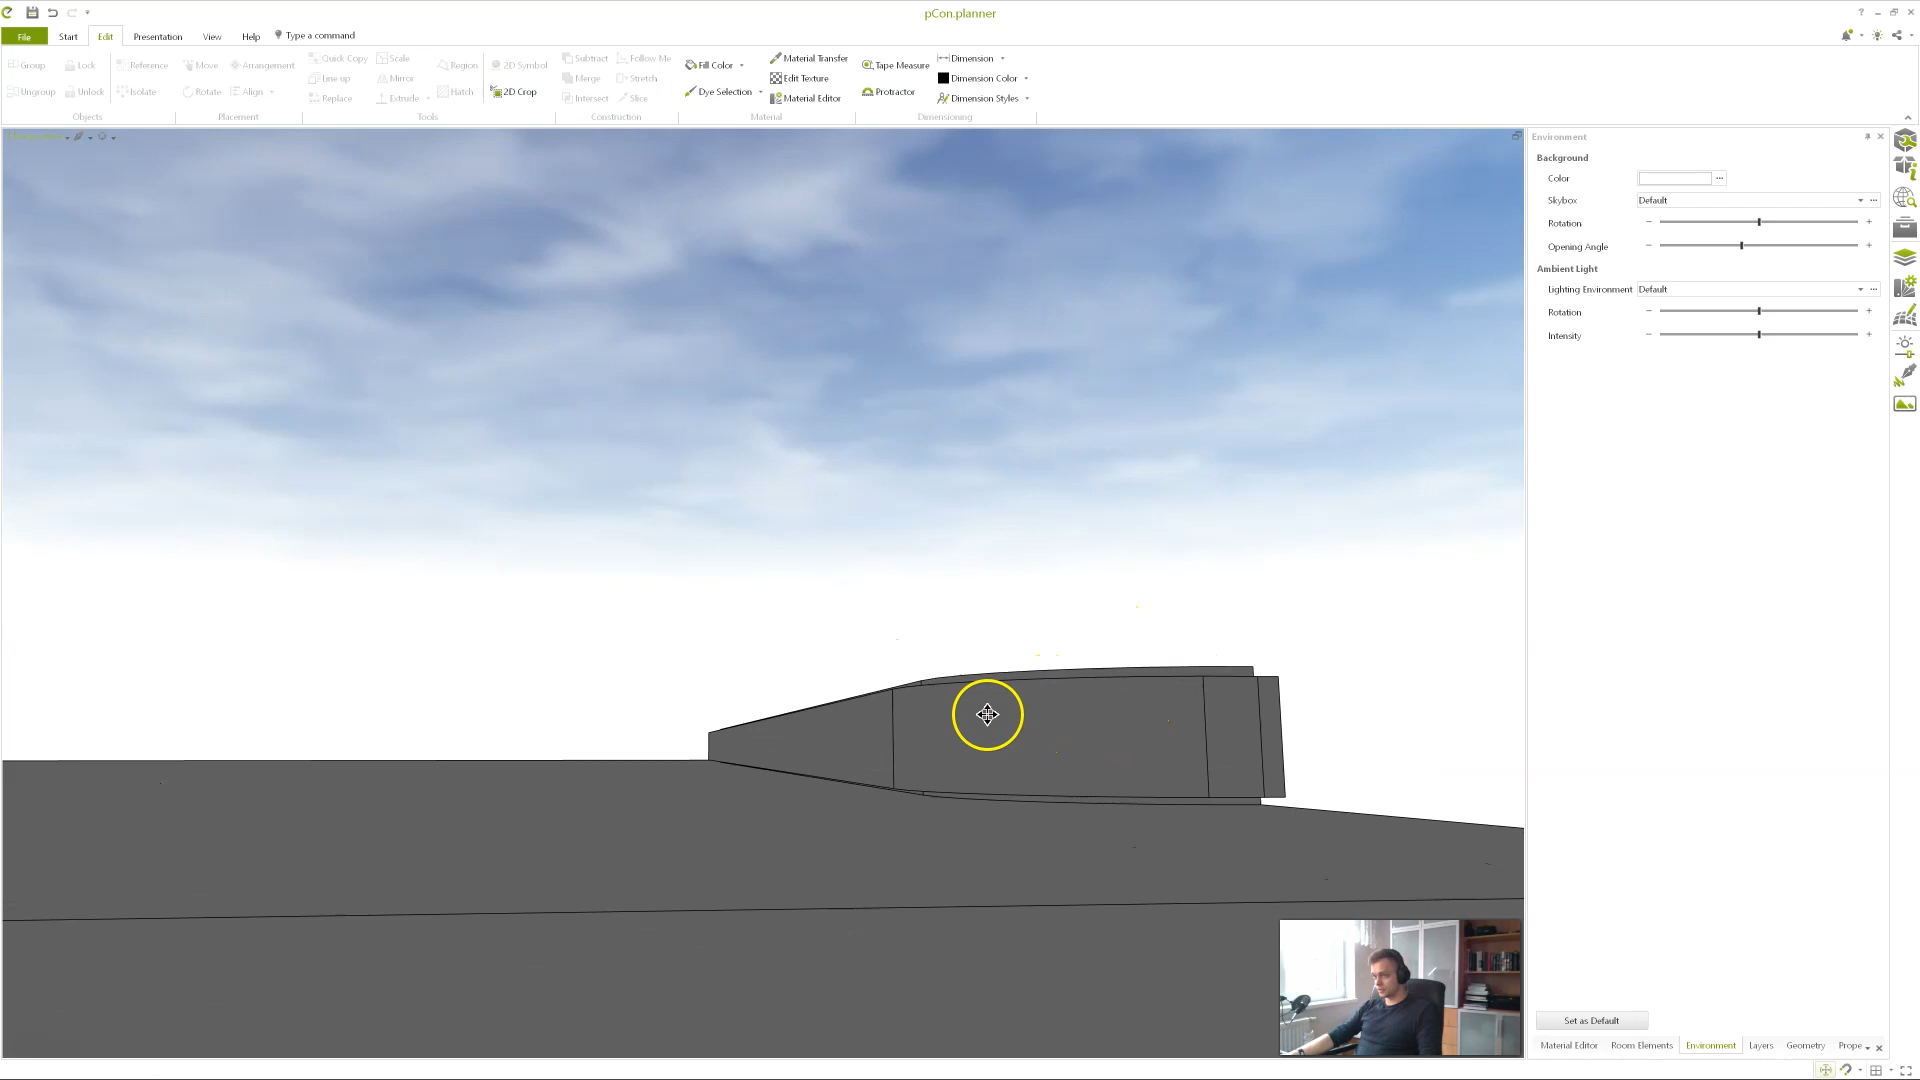 pCon.planner
File Start Edit Presentation View Help Type a command
Group Lock Reference Move Arrangement Quick Copy Scale Region 2D Symbol Subtract Follow Me Fill Color Material Transfer Tape Measure Dimension
Line up Mirror Merge Stretch Edit Texture Dimension Color
Ungroup Unlock Isolate Rotate Align Replace Extrude Hatch 2D Crop Intersect Slice Dye Selection Material Editor Protractor Dimension Styles
Objects Placement Tools Construction Material Dimensioning
Environment
Background
Color
Skybox Default
Rotation
Opening Angle
Ambient Light
Lighting Environment Default
Rotation
Intensity
Set as Default
Material Editor Room Elements Environment Layers Geometry Prope